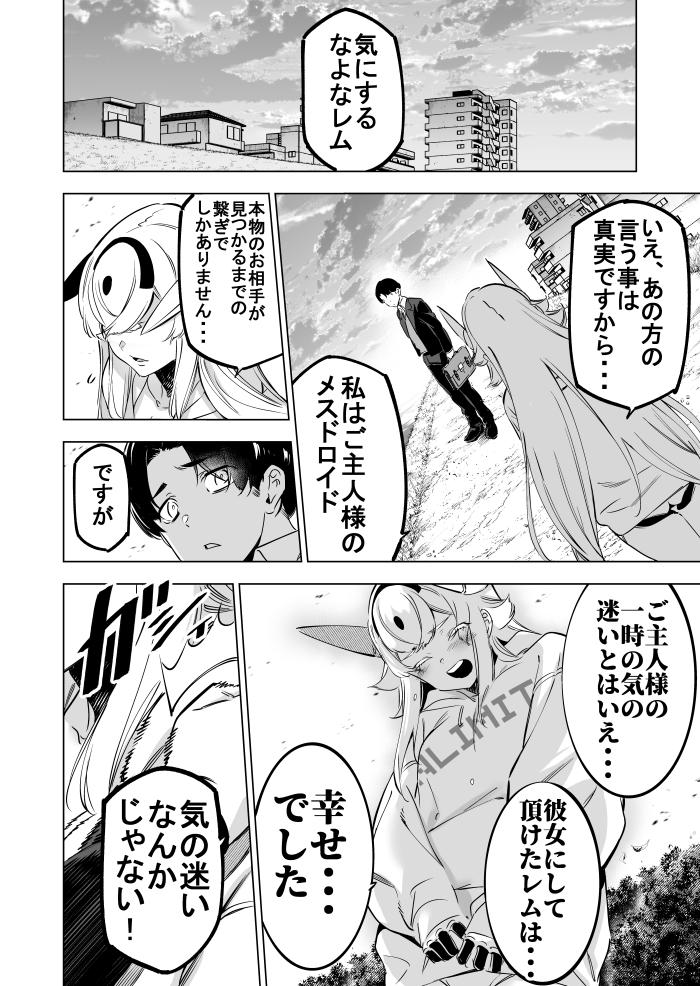 気にする
なよなレム
いえ、あの方の
言う事は
真実ですから・・・
私はご主人様の
メスドロイド
本物のお相手が
見つかるまでの
繋ぎで
しかありません・・・
ですが
ご主人様の
一時の気の
迷いとはいえ・・・
彼女にして
頂けたレムは・・・
幸せ・・・
でした
ALIMIT
ガバッ
気の迷い
なんか
じゃない！